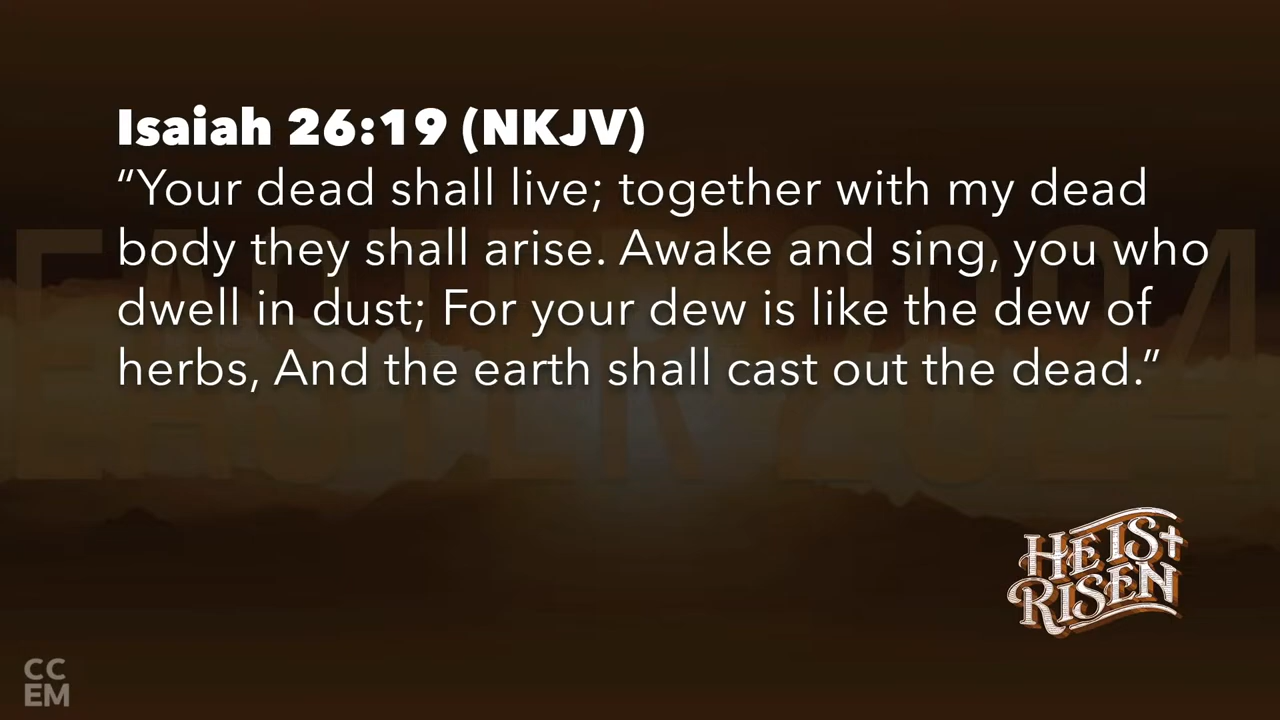 Isaiah 26:19 (NKJV)
“Your dead shall live; together with my dead
body they shall arise. Awake and sing, you who
dwell in dust; For your dew is like the dew of
herbs, And the earth shall cast out the dead.”
EASTER 2024
HE IS
RISEN
CC
EM